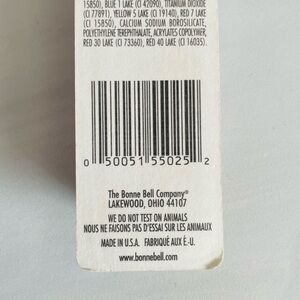 15850), BLUE 1 LAKE (CI 42090), TITANIUM DIOXIDE
(CI 77891), YELLOW 5 LAKE (CI 19140), RED 7 LAKE
(CI 15850), CALCIUM SODIUM BOROSILICATE,
POLYETHYLENE TEREPHTHALATE, ACRYLATES COPOLYMER,
RED 30 LAKE (CI 73360), RED 40 LAKE (CI 16035).
0 50051 55025 2
The Bonne Bell Company®
LAKEWOOD, OHIO 44107
WE DO NOT TEST ON ANIMALS
NOUS NE FAISONS PAS D'ESSAI SUR LES ANIMAUX
MADE IN U.S.A. FABRIQUÉ AUX É.-U.
www.bonnebell.com